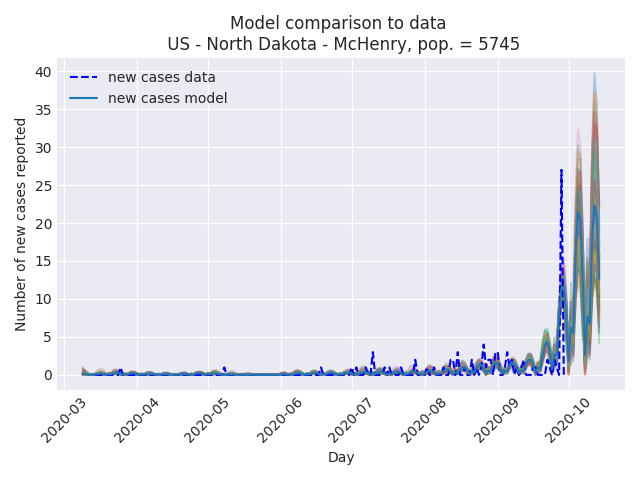 Model comparison to data
US - North Dakota - McHenry, pop. = 5745
new cases data
new cases model
Number of new cases reported
40
35
30
25
20
15
10
5
0
2020-03
2020-04
2020-05
2020-06
2020-07
2020-08
2020-09
2020-10
Day